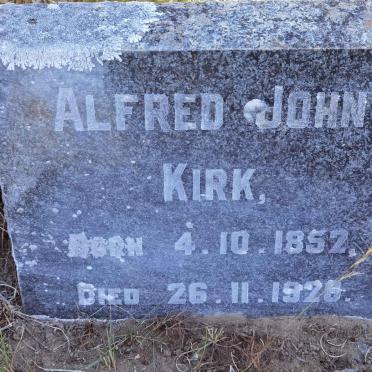 ALFRED JOHN
KIRK,
BORN 4.10.1852.
DIED 26.11.1926.